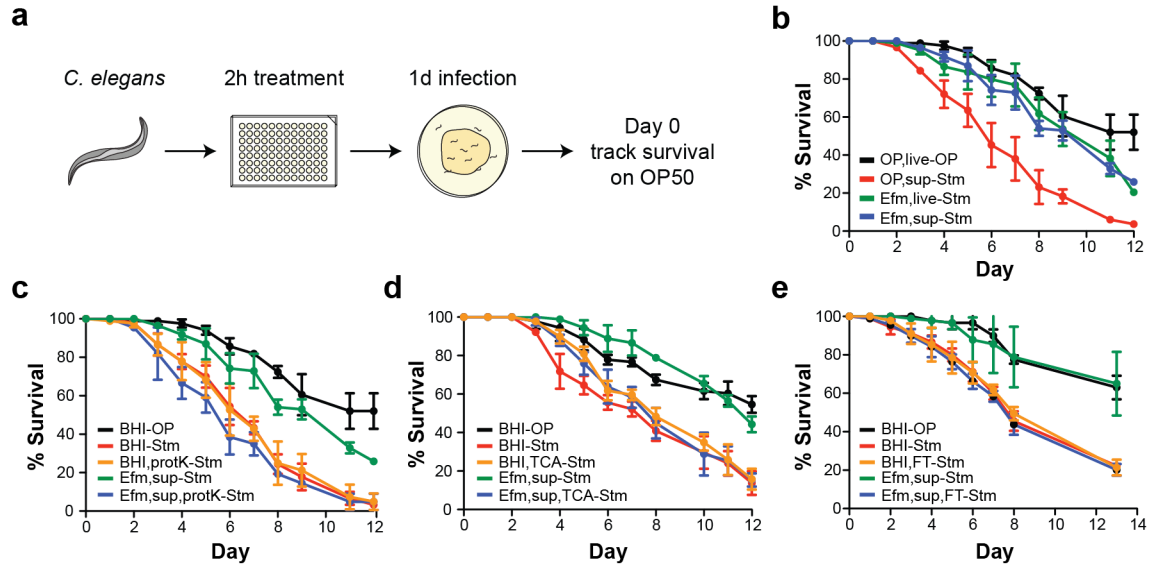 a
C. elegans
2h treatment
1d infection
Day 0
track survival
on OP50
b
% Survival
100
80
60
40
20
0
OP,live-OP
OP,sup-Stm
Efm,live-Stm
Efm,sup-Stm
0 2 4 6 8 10 12
Day
c
% Survival
100
80
60
40
20
0
BHI-OP
BHI-Stm
BHI,protK-Stm
Efm,sup-Stm
Efm,sup,protK-Stm
0 2 4 6 8 10 12
Day
d
% Survival
100
80
60
40
20
0
BHI-OP
BHI-Stm
BHI,TCA-Stm
Efm,sup-Stm
Efm,sup,TCA-Stm
0 2 4 6 8 10 12
Day
e
% Survival
100
80
60
40
20
0
BHI-OP
BHI-Stm
BHI,FT-Stm
Efm,sup-Stm
Efm,sup,FT-Stm
0 2 4 6 8 10 12 14
Day